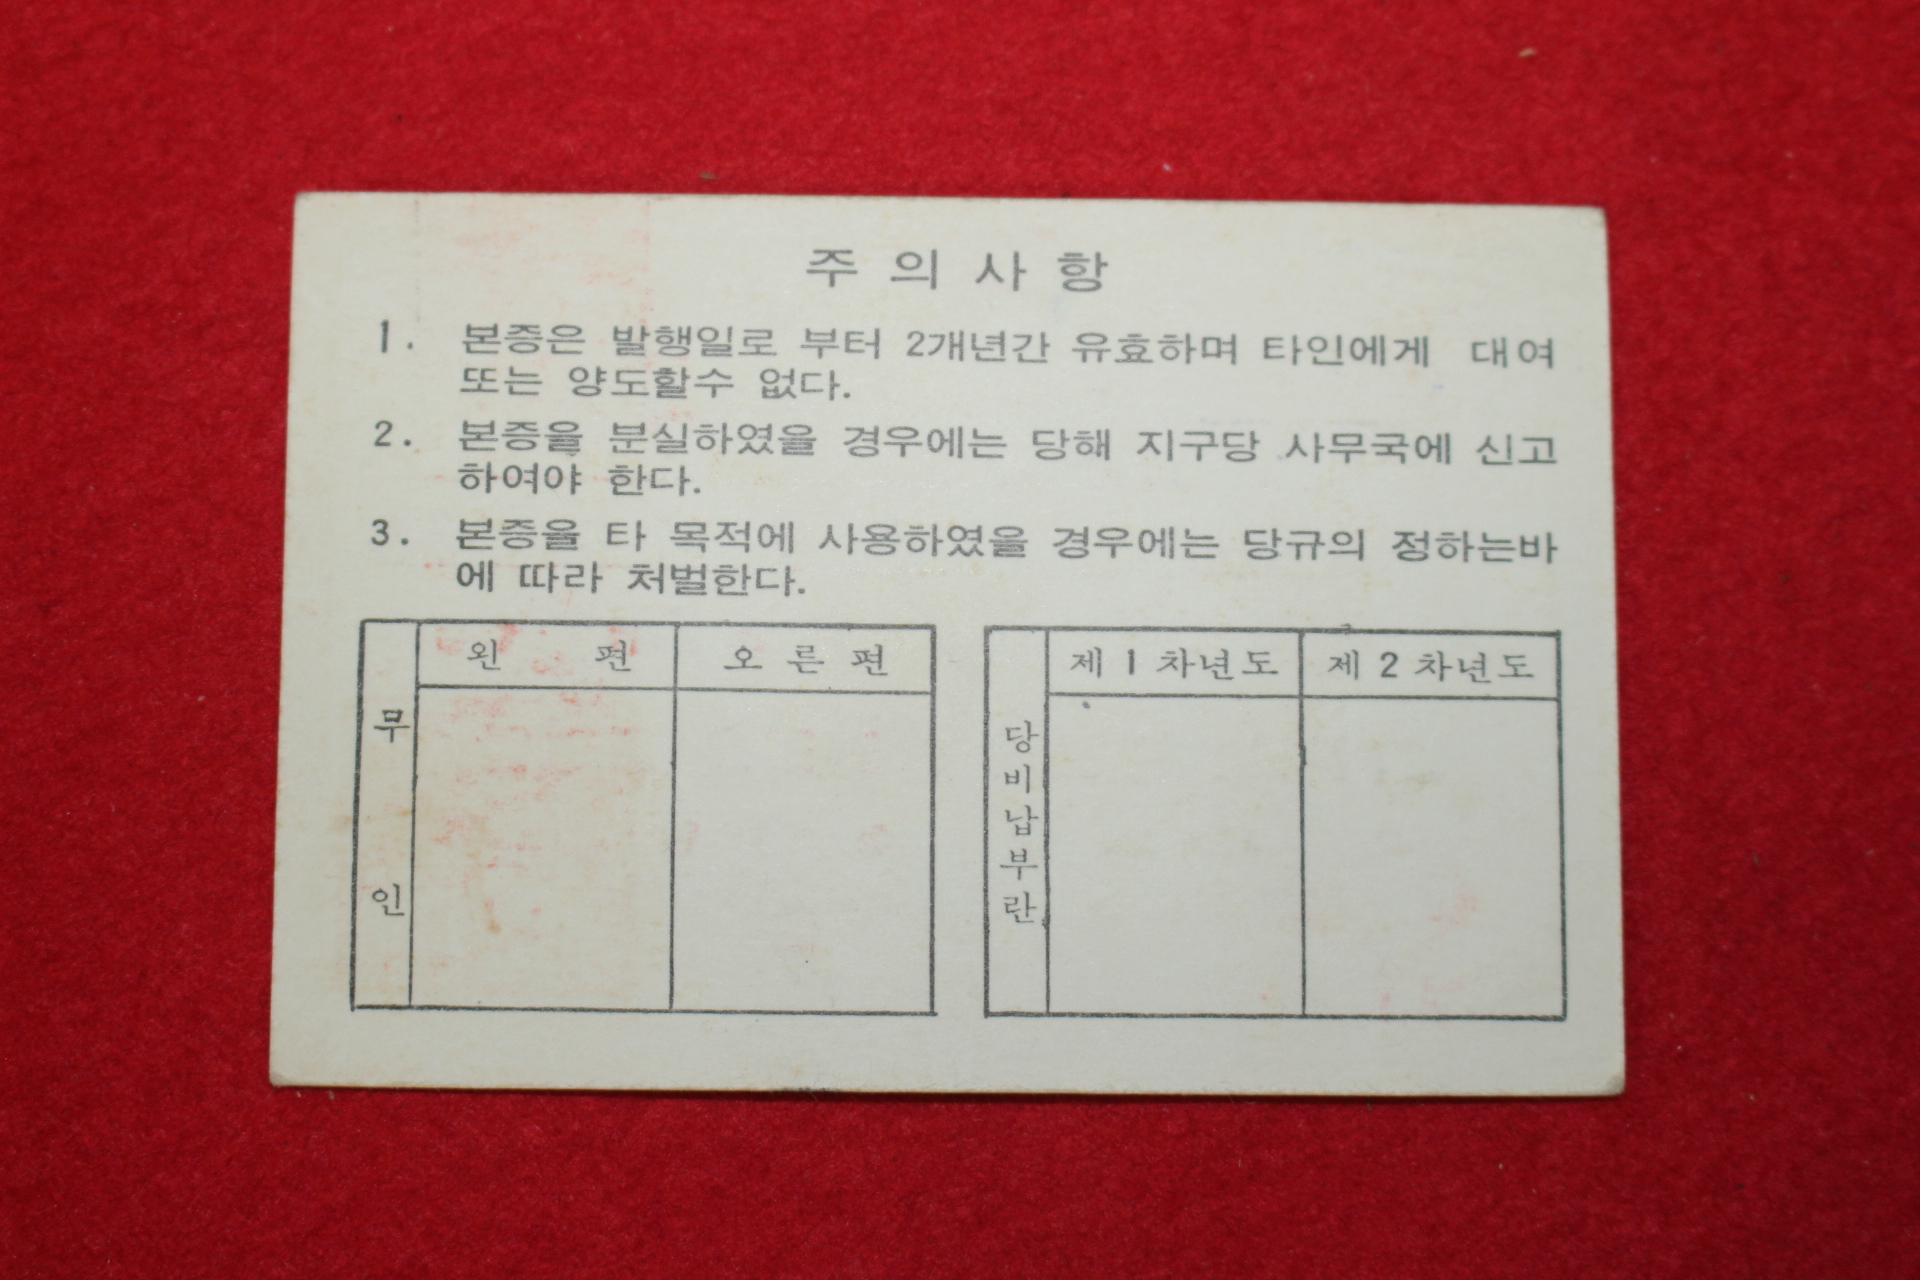 주 의 사 항
1. 본증은 발행일로 부터 2개년간 유효하며 타인에게 대여
또는 양도할수 없다.
2. 본증을 분실하였을 경우에는 당해 지구당 사무국에 신고
하여야 한다.
3. 본증을 타 목적에 사용하였을 경우에는 당규의 정하는바
에 따라 처벌한다.
무 인
왼 편
오 른 편
당비납부란
제 1 차년도
제 2 차년도